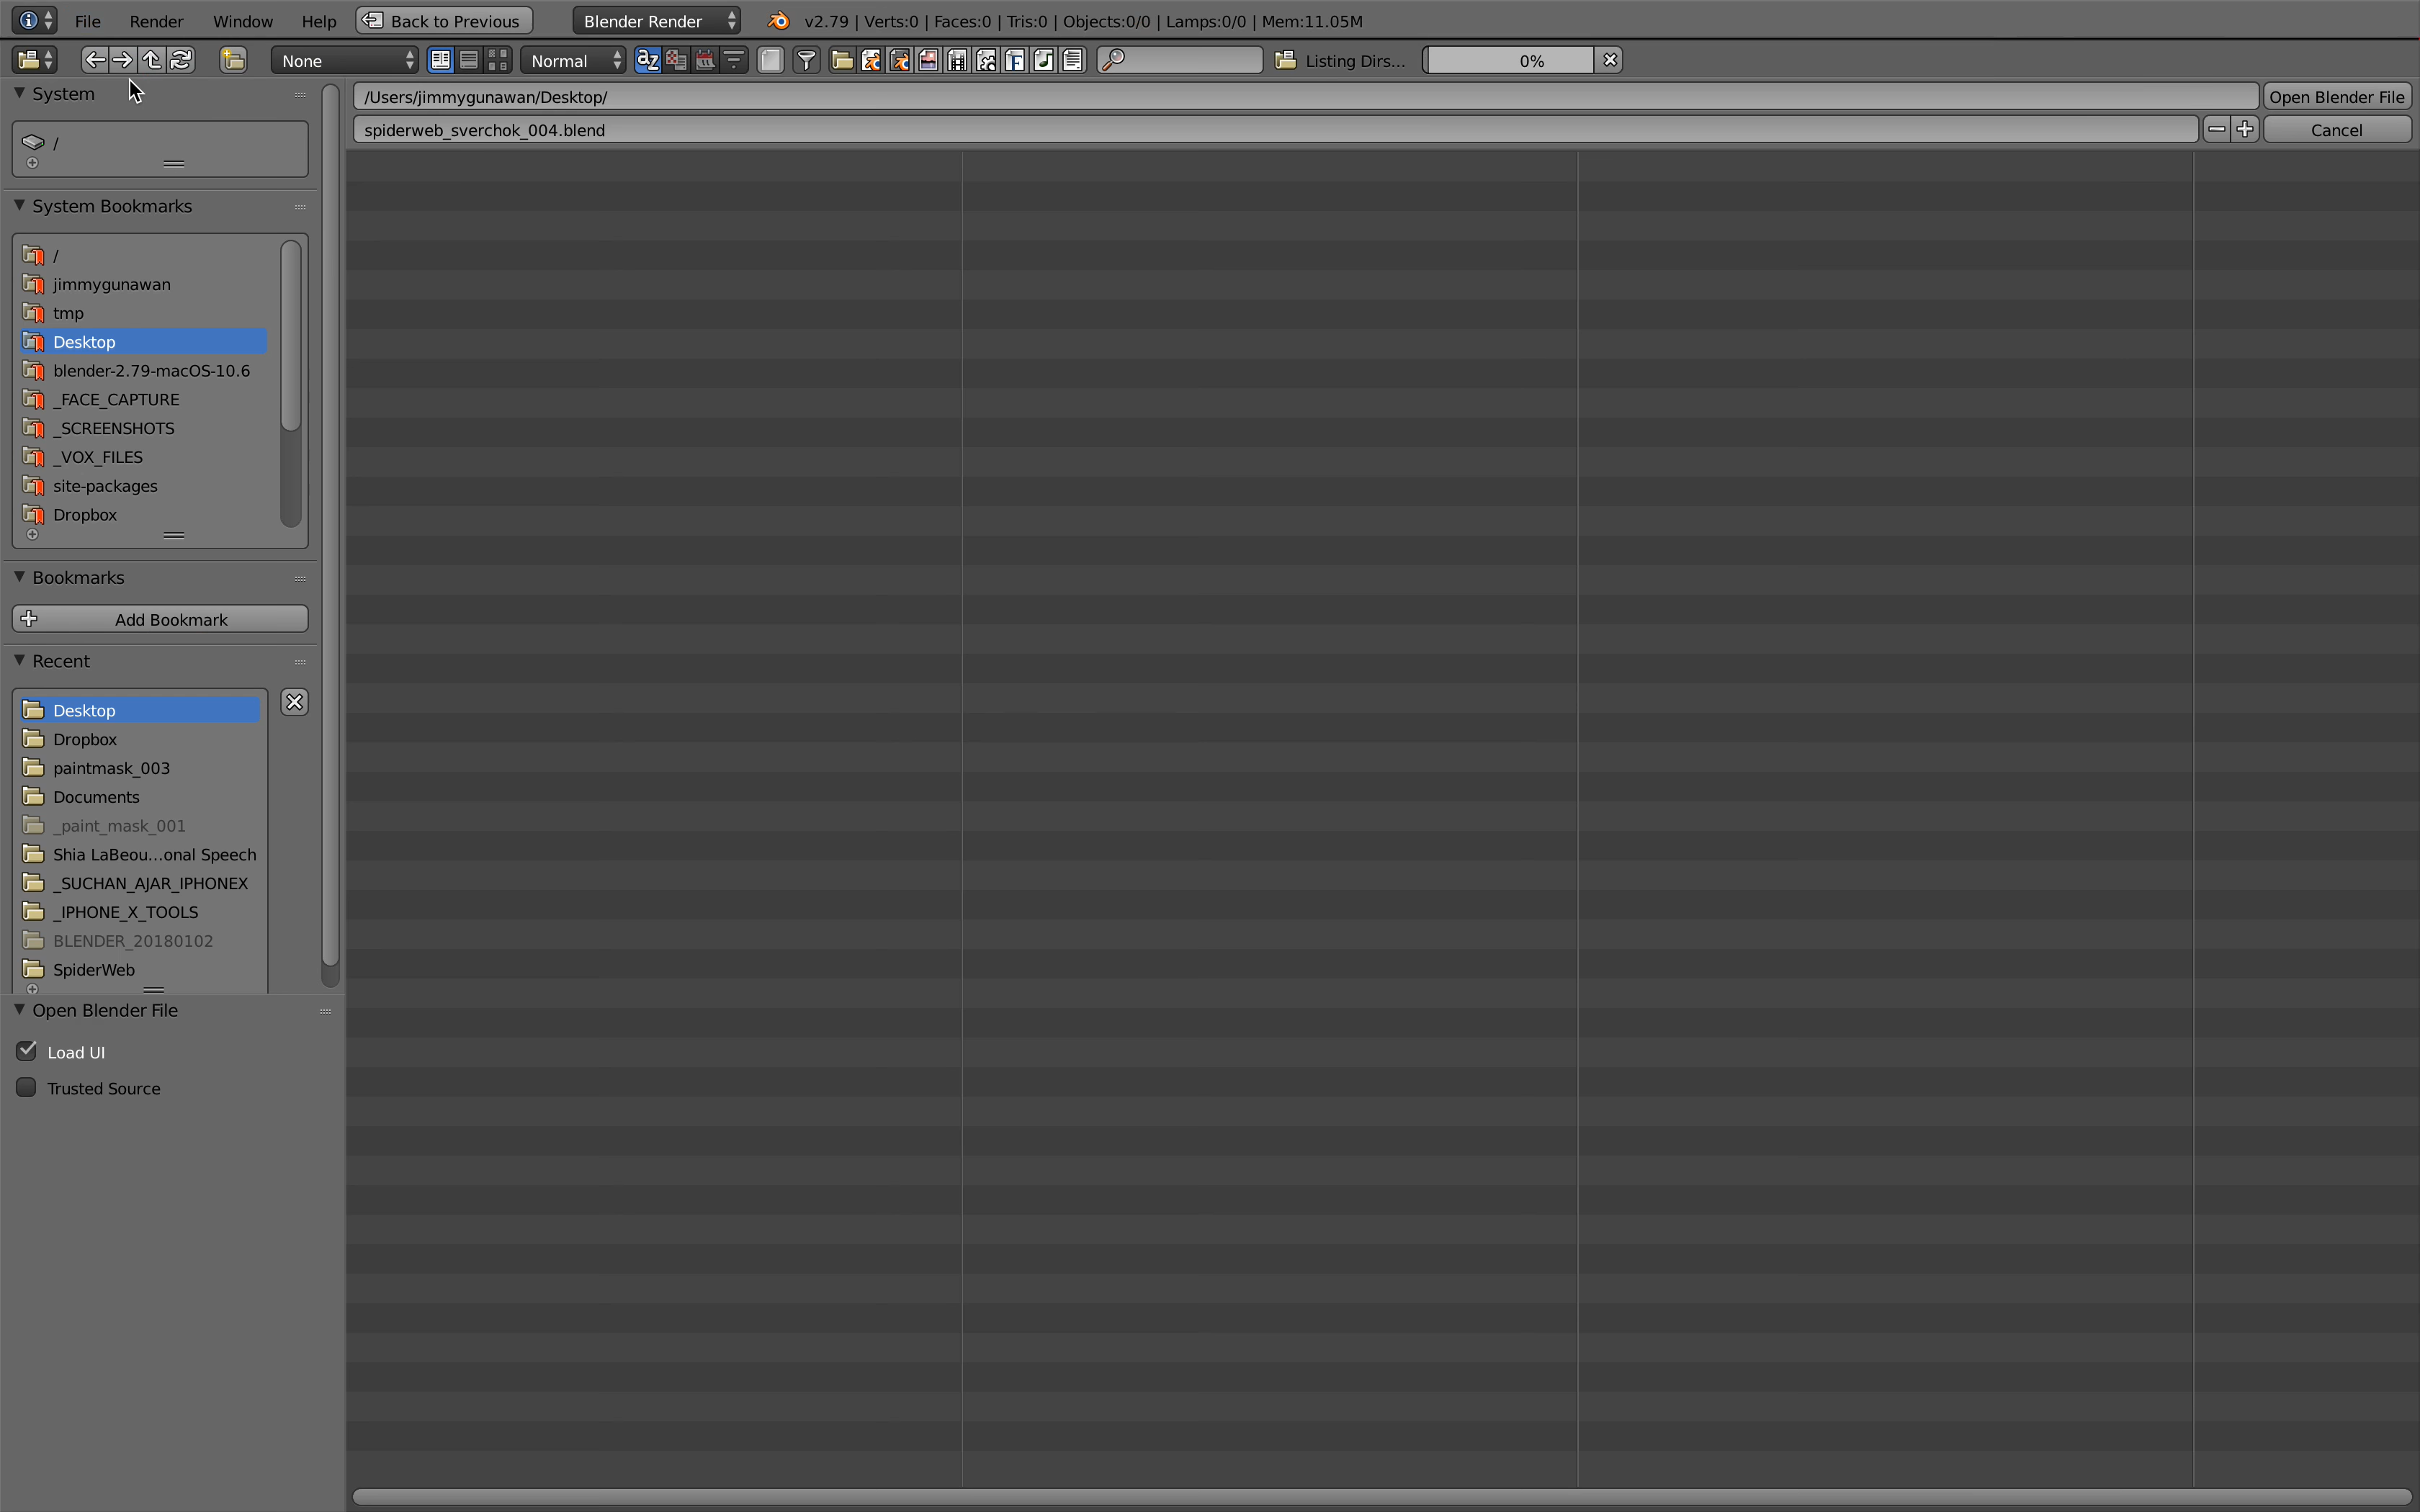 File Render Window Help Back to Previous Blender Render v2.79 | Verts:0 | Faces:0 | Tris:0 | Objects:0/0 | Lamps:0/0 | Mem:11.05M
None Normal Listing Dirs... 0%
System
/Users/jimmygunawan/Desktop/ Open Blender File
spiderweb_sverchok_004.blend Cancel
/
System Bookmarks
/
jimmygunawan
tmp
Desktop
blender-2.79-macOS-10.6
_FACE_CAPTURE
_SCREENSHOTS
_VOX_FILES
site-packages
Dropbox
Bookmarks
Add Bookmark
Recent
Desktop
Dropbox
paintmask_003
Documents
_paint_mask_001
Shia LaBeou...onal Speech
_SUCHAN_AJAR_IPHONEX
_IPHONE_X_TOOLS
BLENDER_20180102
SpiderWeb
Open Blender File
Load UI
Trusted Source